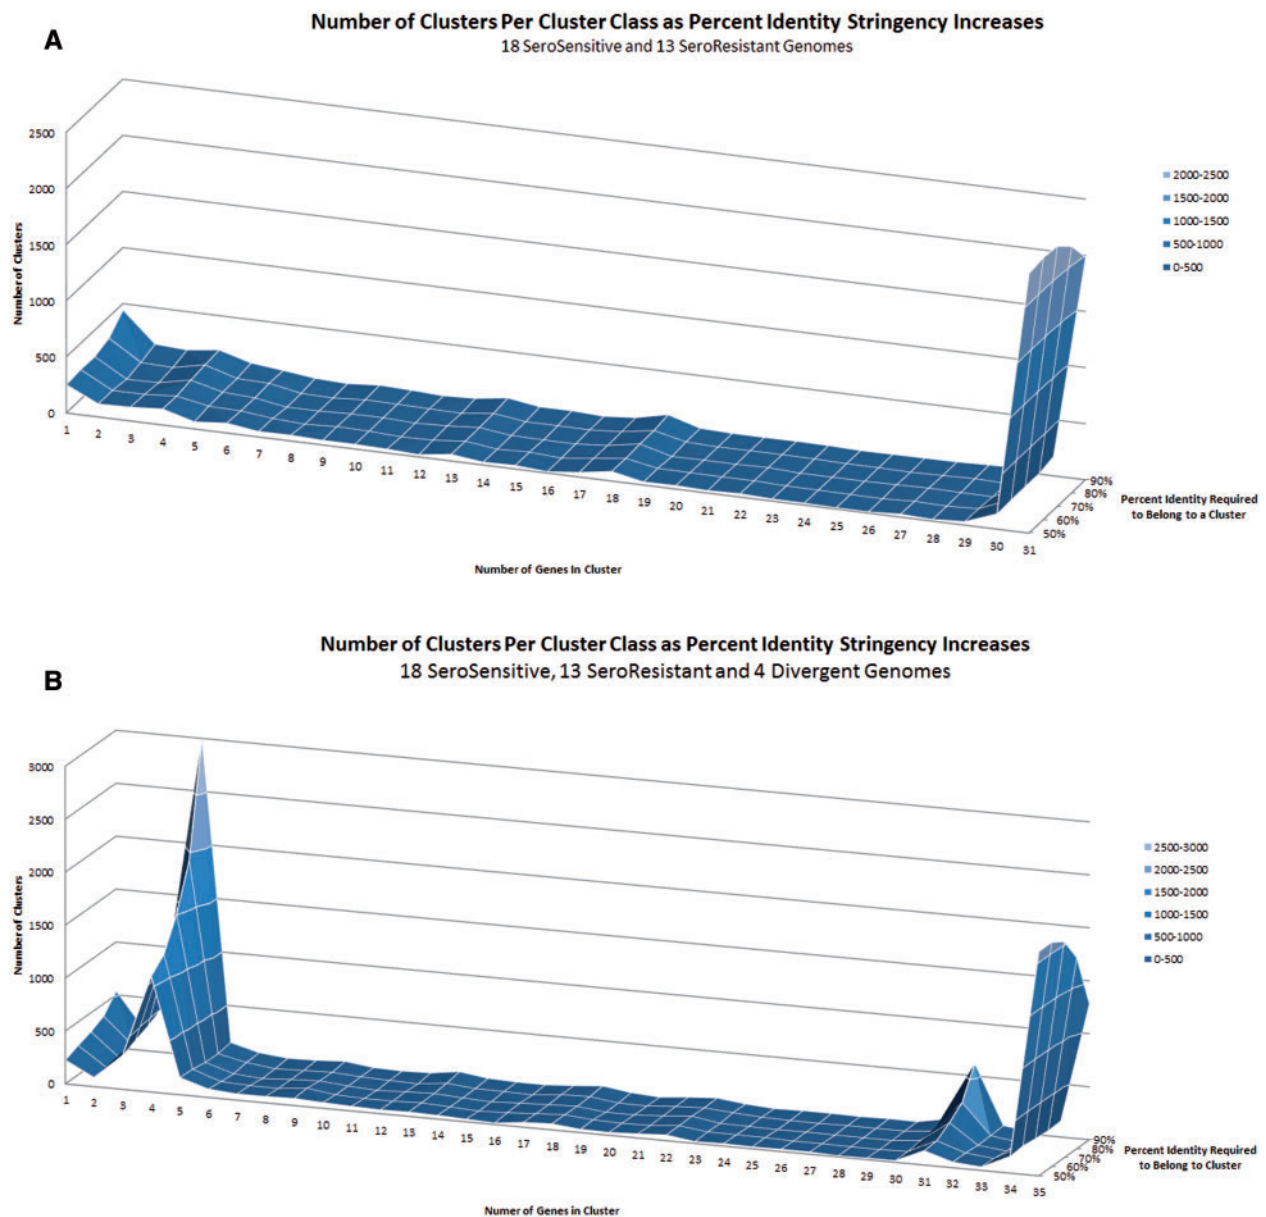 A
Number of Clusters Per Cluster Class as Percent Identity Stringency Increases
18 SeroSensitive and 13 SeroResistant Genomes
2500
2000
1500
1000
500
0
Number of Clusters
1 2 3 4 5 6 7 8 9 10 11 12 13 14 15 16 17 18 19 20 21 22 23 24 25 26 27 28 29 30 31
Number of Genes In Cluster
90%
80%
70%
60%
50%
Percent Identity Required
to Belong to a Cluster
2000-2500
1500-2000
1000-1500
500-1000
0-500
B
Number of Clusters Per Cluster Class as Percent Identity Stringency Increases
18 SeroSensitive, 13 SeroResistant and 4 Divergent Genomes
3000
2500
2000
1500
1000
500
0
Number of Clusters
1 2 3 4 5 6 7 8 9 10 11 12 13 14 15 16 17 18 19 20 21 22 23 24 25 26 27 28 29 30 31 32 33 34 35
Numer of Genes in Cluster
90%
80%
70%
60%
50%
Percent Identity Required
to Belong to Cluster
2500-3000
2000-2500
1500-2000
1000-1500
500-1000
0-500